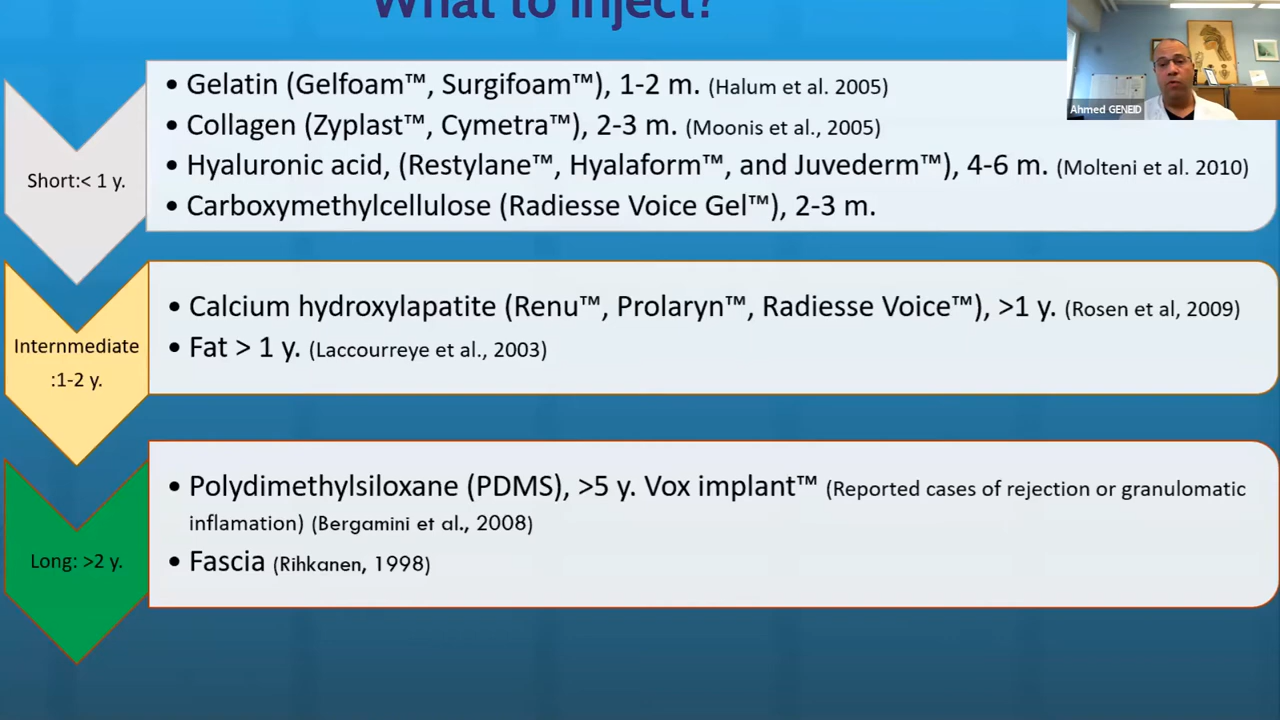 What to inject?
Ahmed GENEID
Short:< 1 y.
• Gelatin (Gelfoam™, Surgifoam™), 1-2 m. (Halum et al. 2005)
• Collagen (Zyplast™, Cymetra™), 2-3 m. (Moonis et al., 2005)
• Hyaluronic acid, (Restylane™, Hyalaform™, and Juvederm™), 4-6 m. (Molteni et al. 2010)
• Carboxymethylcellulose (Radiesse Voice Gel™), 2-3 m.
Internmediate
:1-2 y.
• Calcium hydroxylapatite (Renu™, Prolaryn™, Radiesse Voice™), >1 y. (Rosen et al, 2009)
• Fat > 1 y. (Laccourreye et al., 2003)
Long: >2 y.
• Polydimethylsiloxane (PDMS), >5 y. Vox implant™ (Reported cases of rejection or granulomatic
inflamation) (Bergamini et al., 2008)
• Fascia (Rihkanen, 1998)